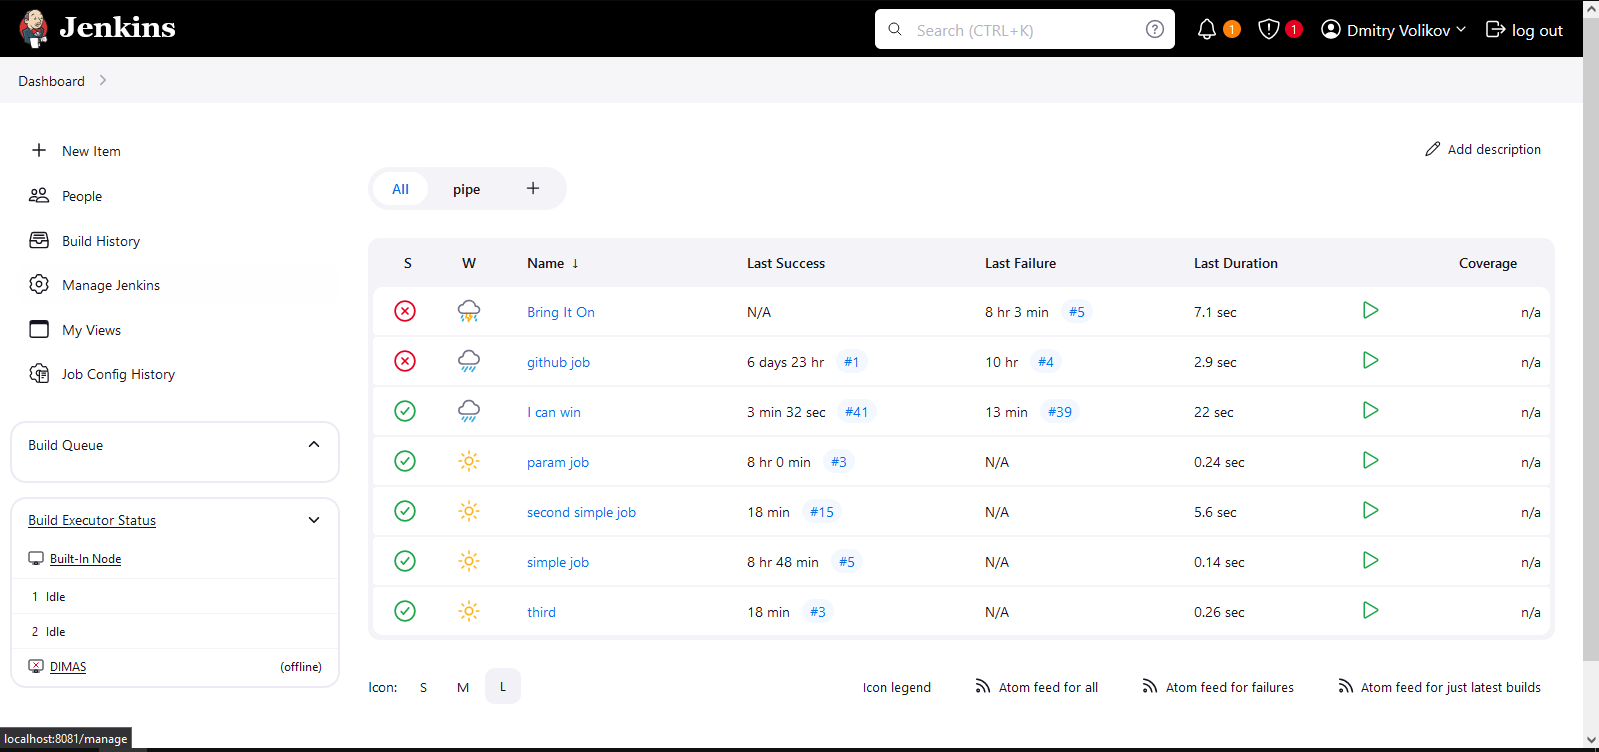 Jenkins
Search (CTRL+K)
1
1
Dmitry Volikov
log out
Dashboard
New Item
People
Build History
Manage Jenkins
My Views
Job Config History
Build Queue
Build Executor Status
Built-In Node
1 Idle
2 Idle
DIMAS (offline)
Add description
All pipe +
S W Name ↓ Last Success Last Failure Last Duration Coverage
Bring It On N/A 8 hr 3 min #5 7.1 sec n/a
github job 6 days 23 hr #1 10 hr #4 2.9 sec n/a
I can win 3 min 32 sec #41 13 min #39 22 sec n/a
param job 8 hr 0 min #3 N/A 0.24 sec n/a
second simple job 18 min #15 N/A 5.6 sec n/a
simple job 8 hr 48 min #5 N/A 0.14 sec n/a
third 18 min #3 N/A 0.26 sec n/a
Icon: S M L
Icon legend
Atom feed for all
Atom feed for failures
Atom feed for just latest builds
localhost:8081/manage